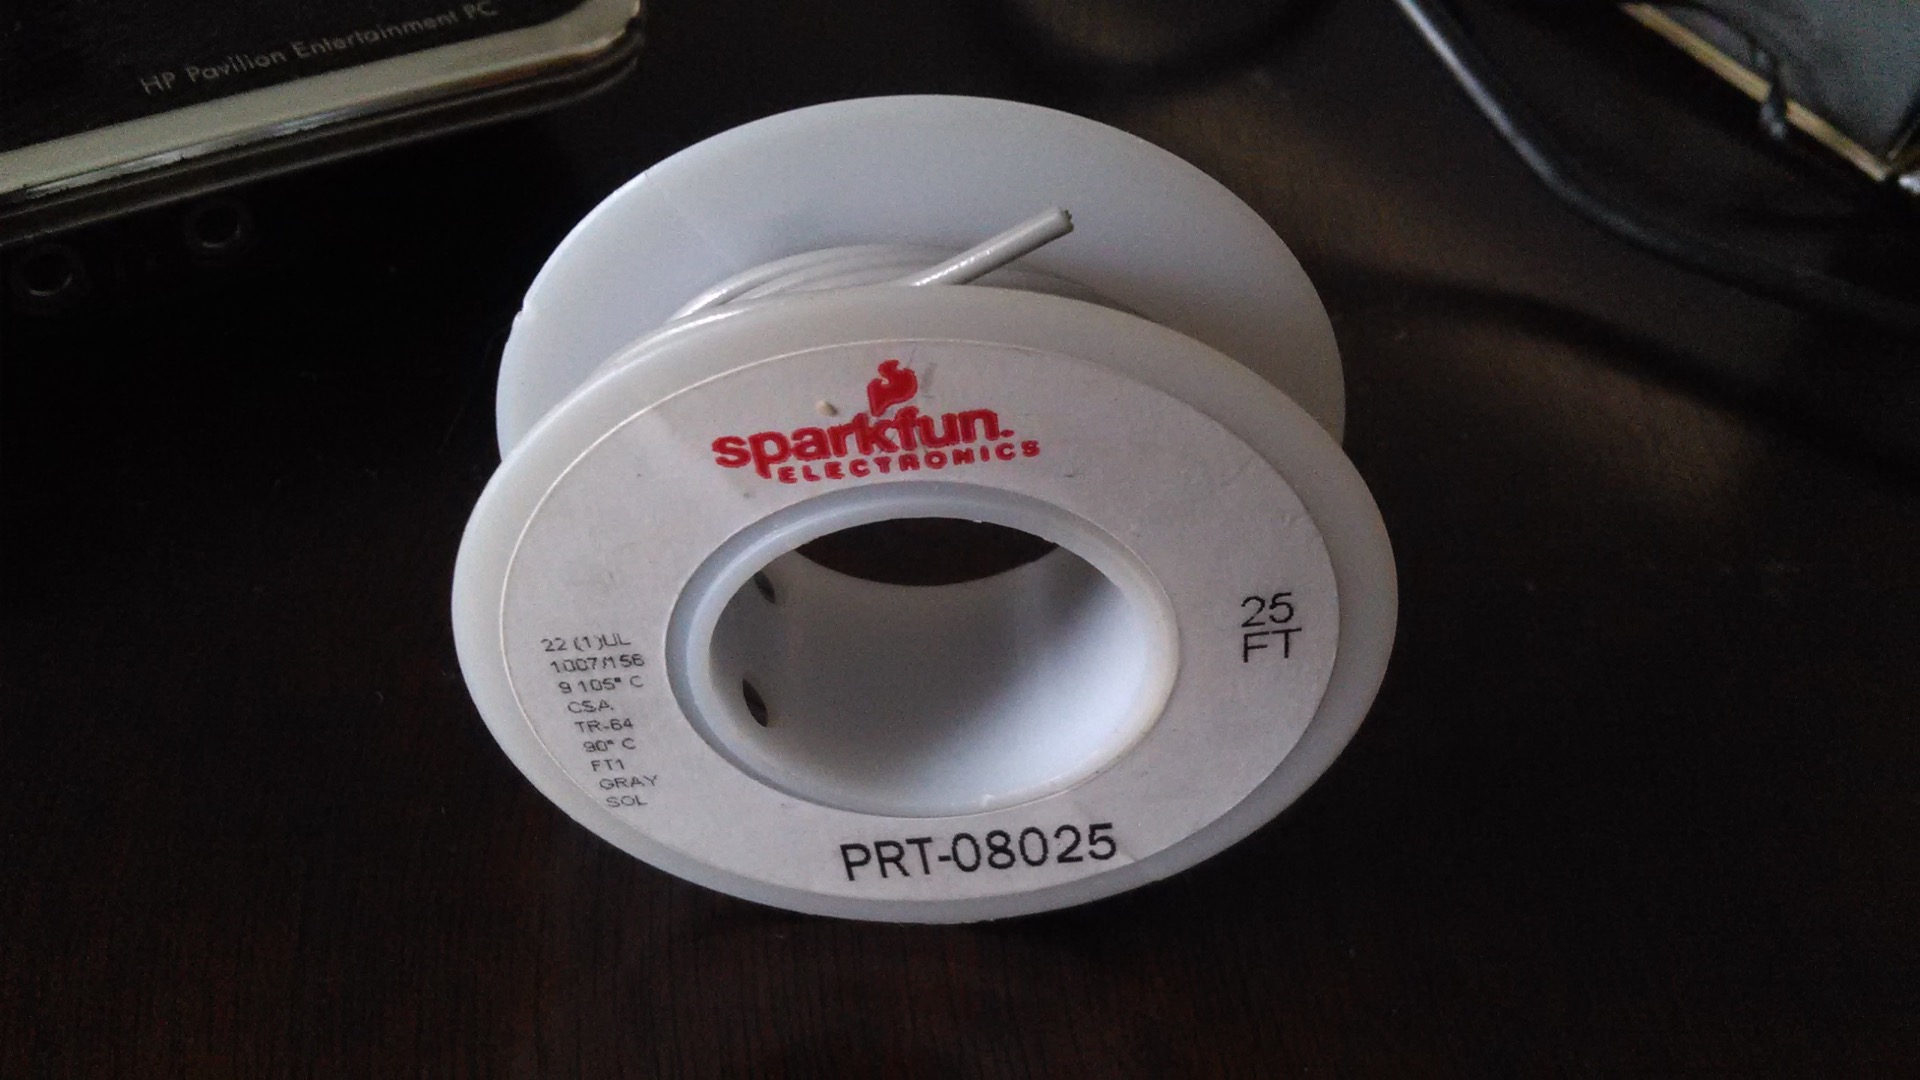 HP Pavilion Entertainment PC
sparkfun.
ELECTRONICS
25
FT
22 (1)UL
1007/156
9 105° C
CSA
TR-64
90° C
FT1
GRAY
SOL
PRT-08025